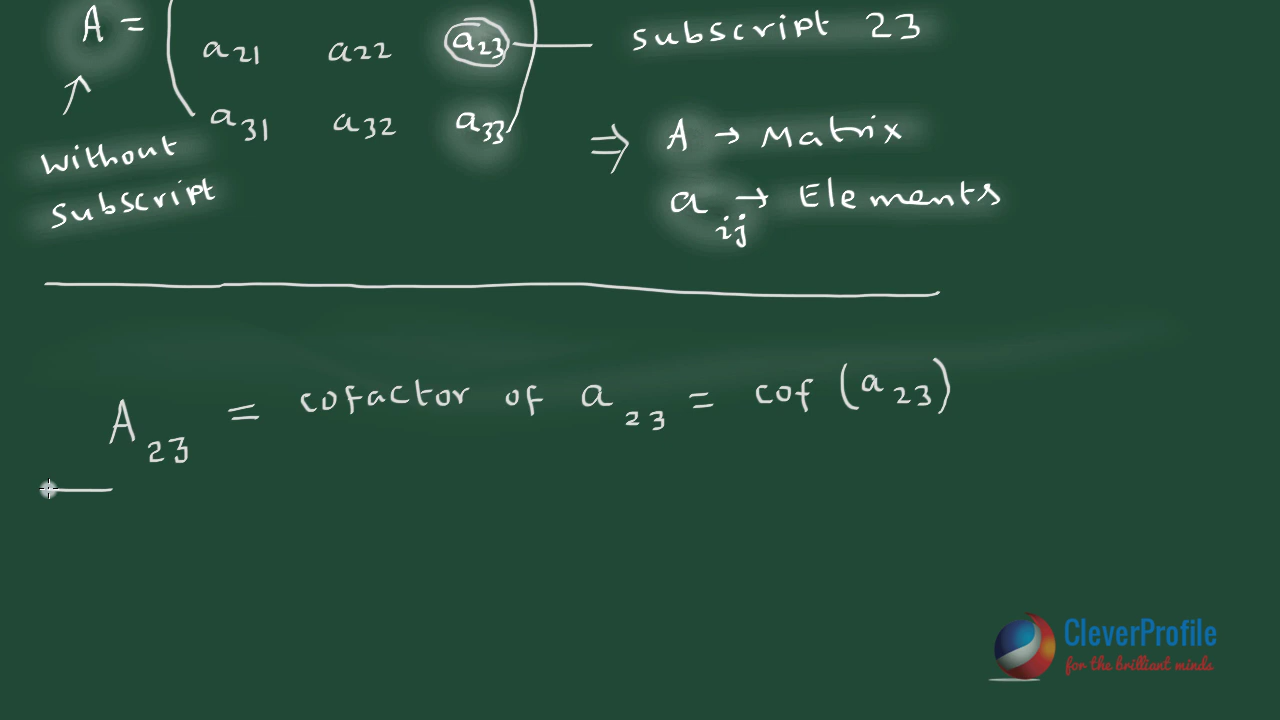 A = a21 a22 a23 subscript 23
a31 a32 a33
without
subscript
⇒ A → Matrix
aij → Elements
A23 = cofactor of a23 = cof (a23)
CleverProfile
for the brilliant minds